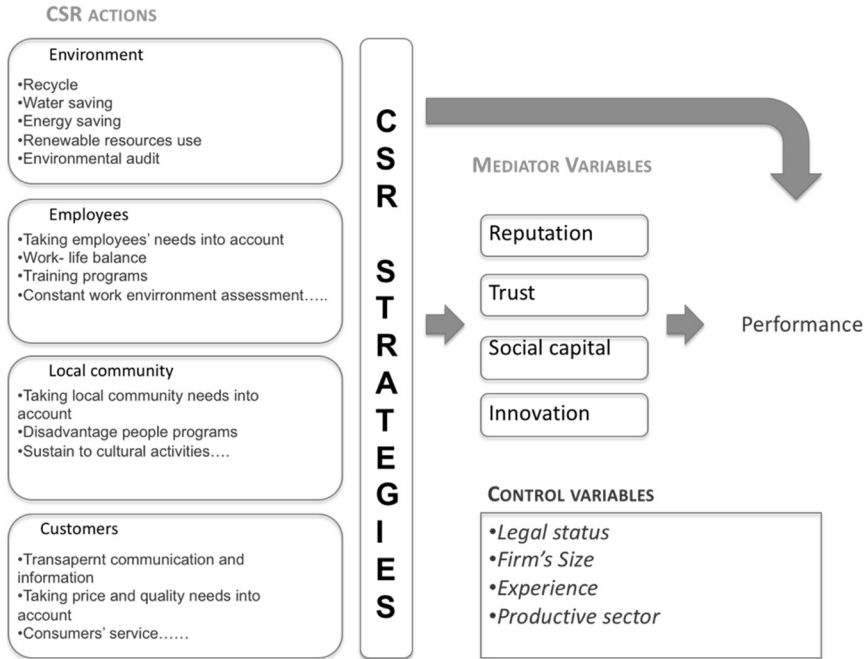 CSR ACTIONS
Environment
•Recycle
•Water saving
•Energy saving
•Renewable resources use
•Environmental audit
Employees
•Taking employees' needs into account
•Work- life balance
•Training programs
•Constant work envirronment assessment…..
Local community
•Taking local community needs into
account
•Disadvantage people programs
•Sustain to cultural activities….
Customers
•Transapernt communication and
information
•Taking price and quality needs into
account
•Consumers' service……
CSR STRATEGIES
MEDIATOR VARIABLES
Reputation
Trust
Social capital
Innovation
Performance
CONTROL VARIABLES
•Legal status
•Firm's Size
•Experience
•Productive sector